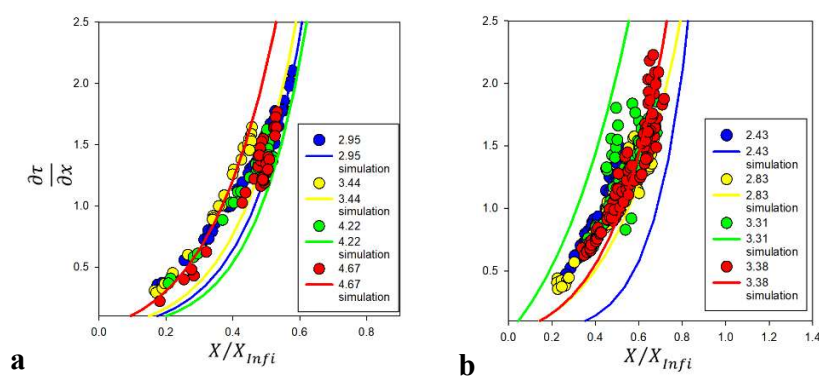 2.5
2.0
1.5
1.0
0.5
∂τ
∂x
0.0 0.2 0.4 0.6 0.8
X/X_Infi
2.95
2.95
simulation
3.44
3.44
simulation
4.22
4.22
simulation
4.67
4.67
simulation
a
2.5
2.0
1.5
1.0
0.5
0.0 0.2 0.4 0.6 0.8 1.0 1.2 1.4
X/X_Infi
2.43
2.43
simulation
2.83
2.83
simulation
3.31
3.31
simulation
3.38
3.38
simulation
b